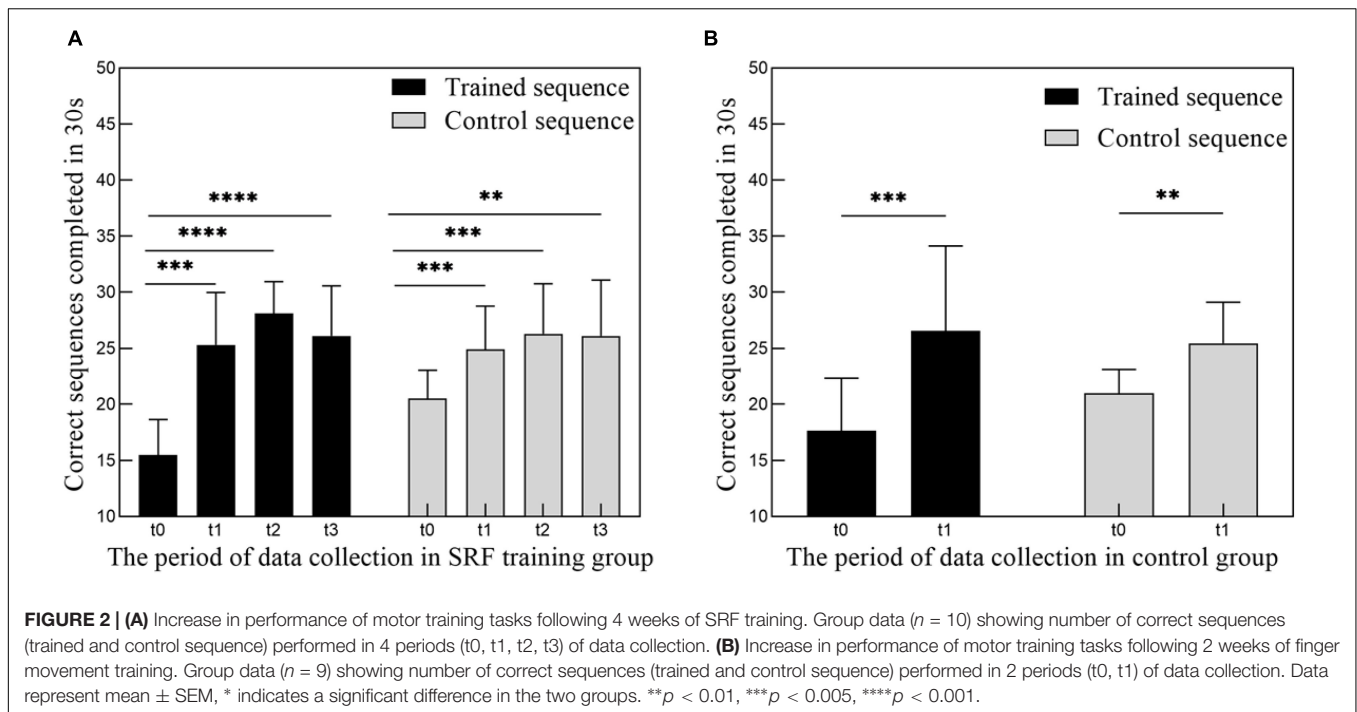 A
50
45
40
35
30
25
20
15
10
Correct sequences completed in 30s
Trained sequence
Control sequence
****
****
***
**
***
***
t0 t1 t2 t3 t0 t1 t2 t3
The period of data collection in SRF training group
B
50
45
40
35
30
25
20
15
10
Correct sequences completed in 30s
Trained sequence
Control sequence
*** **
t0 t1 t0 t1
The period of data collection in control group
FIGURE 2 | (A) Increase in performance of motor training tasks following 4 weeks of SRF training. Group data (n = 10) showing number of correct sequences
(trained and control sequence) performed in 4 periods (t0, t1, t2, t3) of data collection. (B) Increase in performance of motor training tasks following 2 weeks of finger
movement training. Group data (n = 9) showing number of correct sequences (trained and control sequence) performed in 2 periods (t0, t1) of data collection. Data
represent mean ± SEM, * indicates a significant difference in the two groups. **p < 0.01, ***p < 0.005, ****p < 0.001.